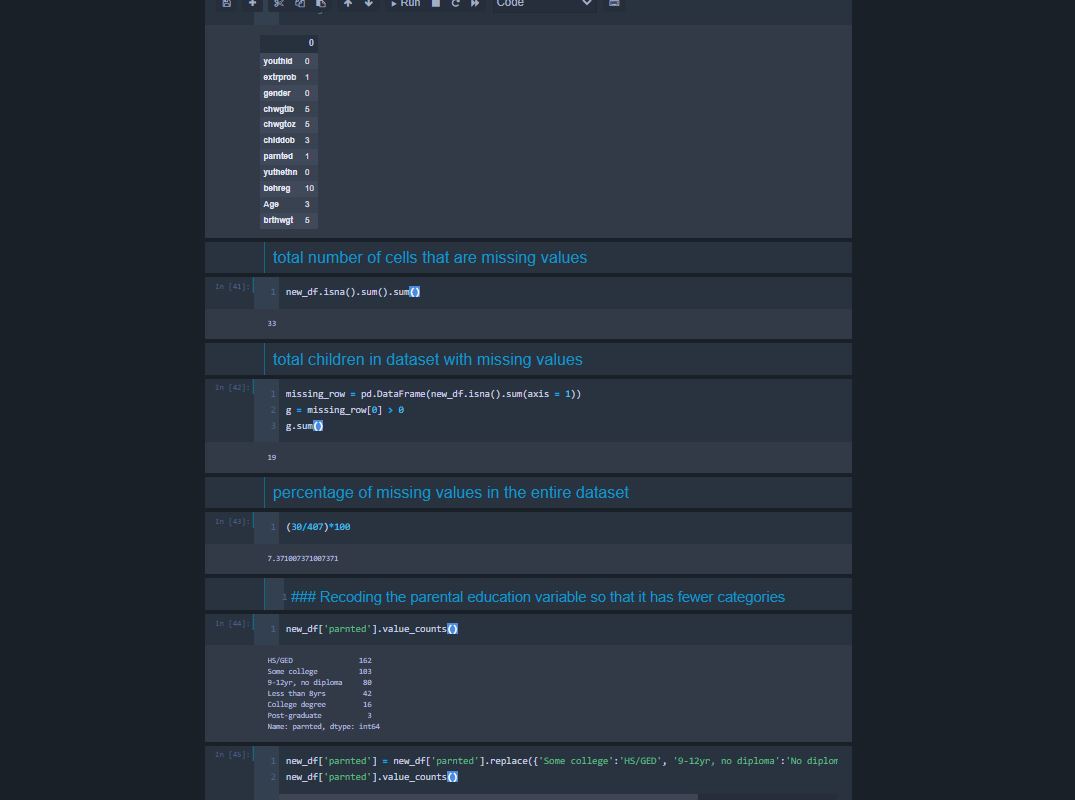 Run Code
0
youthid 0
extrprob 1
gender 0
chwgtlb 5
chwgtoz 5
chiddob 3
parnted 1
yuthethn 0
behreg 10
Age 3
brthwgt 5
total number of cells that are missing values
In [41]: 1 new_df.isna().sum().sum()
33
total children in dataset with missing values
In [42]: 1 missing_row = pd.DataFrame(new_df.isna().sum(axis = 1))
2 g = missing_row[0] > 0
3 g.sum()
19
percentage of missing values in the entire dataset
In [43]: 1 (30/407)*100
7.371007371007371
1 ### Recoding the parental education variable so that it has fewer categories
In [44]: 1 new_df['parnted'].value_counts()
HS/GED 162
Some college 103
9-12yr, no diploma 80
Less than 8yrs 42
College degree 16
Post-graduate 3
Name: parnted, dtype: int64
In [45]: 1 new_df['parnted'] = new_df['parnted'].replace({'Some college':'HS/GED', '9-12yr, no diploma':'No diplom
2 new_df['parnted'].value_counts()